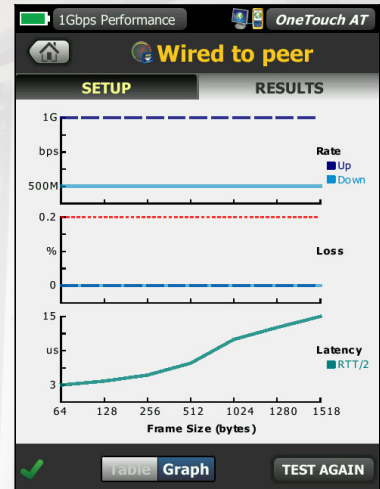 1Gbps Performance
OneTouch AT
Wired to peer
SETUP
RESULTS
1G
bps
500M
Rate
Up
Down
0.2
%
0
Loss
15
us
3
Latency
RTT/2
64 128 256 512 1024 1280 1518
Frame Size (bytes)
Table Graph
TEST AGAIN